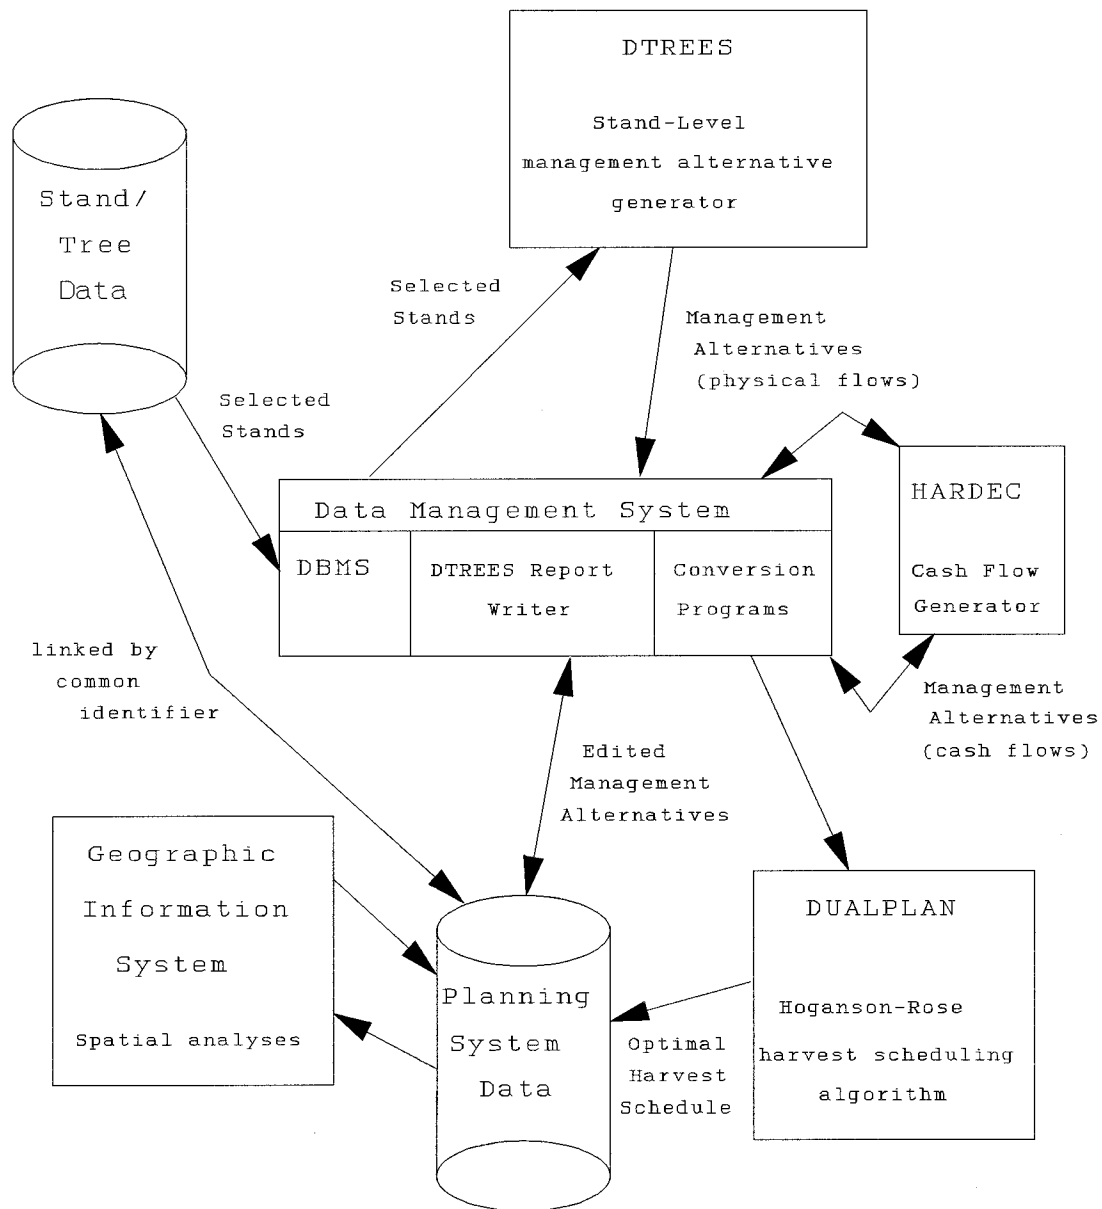 DTREES
Stand-Level
management alternative
generator
Stand/
Tree
Data
Selected
Stands
Management
Alternatives
(physical flows)
Selected
Stands
HARDEC
Cash Flow
Generator
Data Management System
DBMS
DTREES Report
Writer
Conversion
Programs
linked by
common
identifier
Management
Alternatives
(cash flows)
Edited
Management
Alternatives
Geographic
Information
System
Spatial analyses
Planning
System
Data
Optimal
Harvest
Schedule
DUALPLAN
Hoganson-Rose
harvest scheduling
algorithm